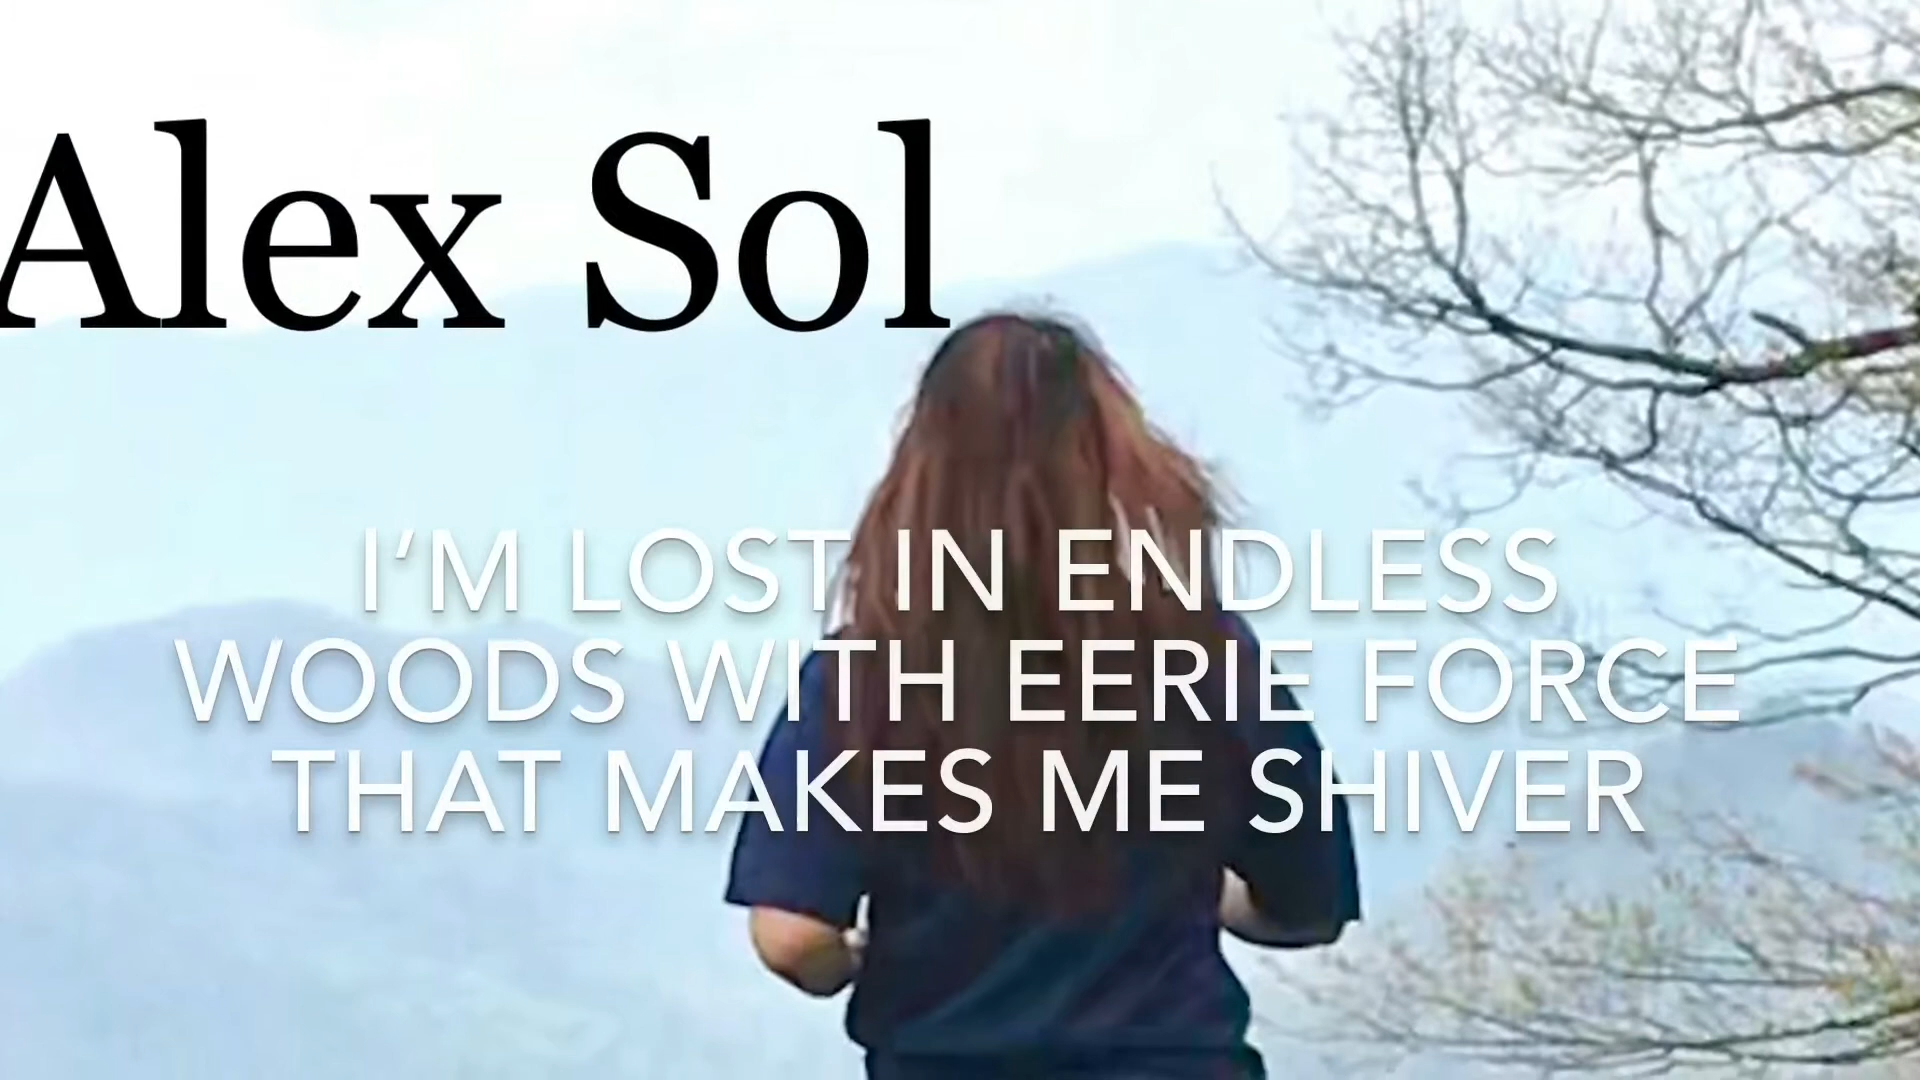 Alex Sol
I’M LOST IN ENDLESS
WOODS WITH EERIE FORCE
THAT MAKES ME SHIVER